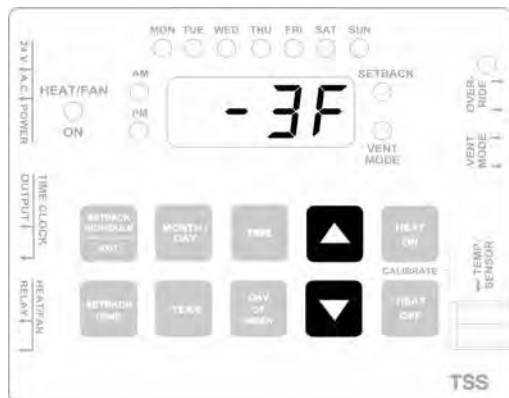 MON TUE WED THU FRI SAT SUN
24V A.C. POWER
HEAT/FAN
ON
AM
PM
-3F
SETBACK
VENT
MODE
OVER-
RIDE
VENT
MODE
TIME CLOCK
OUTPUT
SETBACK
SCHEDULE
MONTH/
DAY
TIME
HEAT
ON
CALIBRATE
TEMP.
SENSOR
HEAT/FAN
RELAY
SETBACK
TEMP
YEAR
DAY
OF
WEEK
HEAT
OFF
TSS